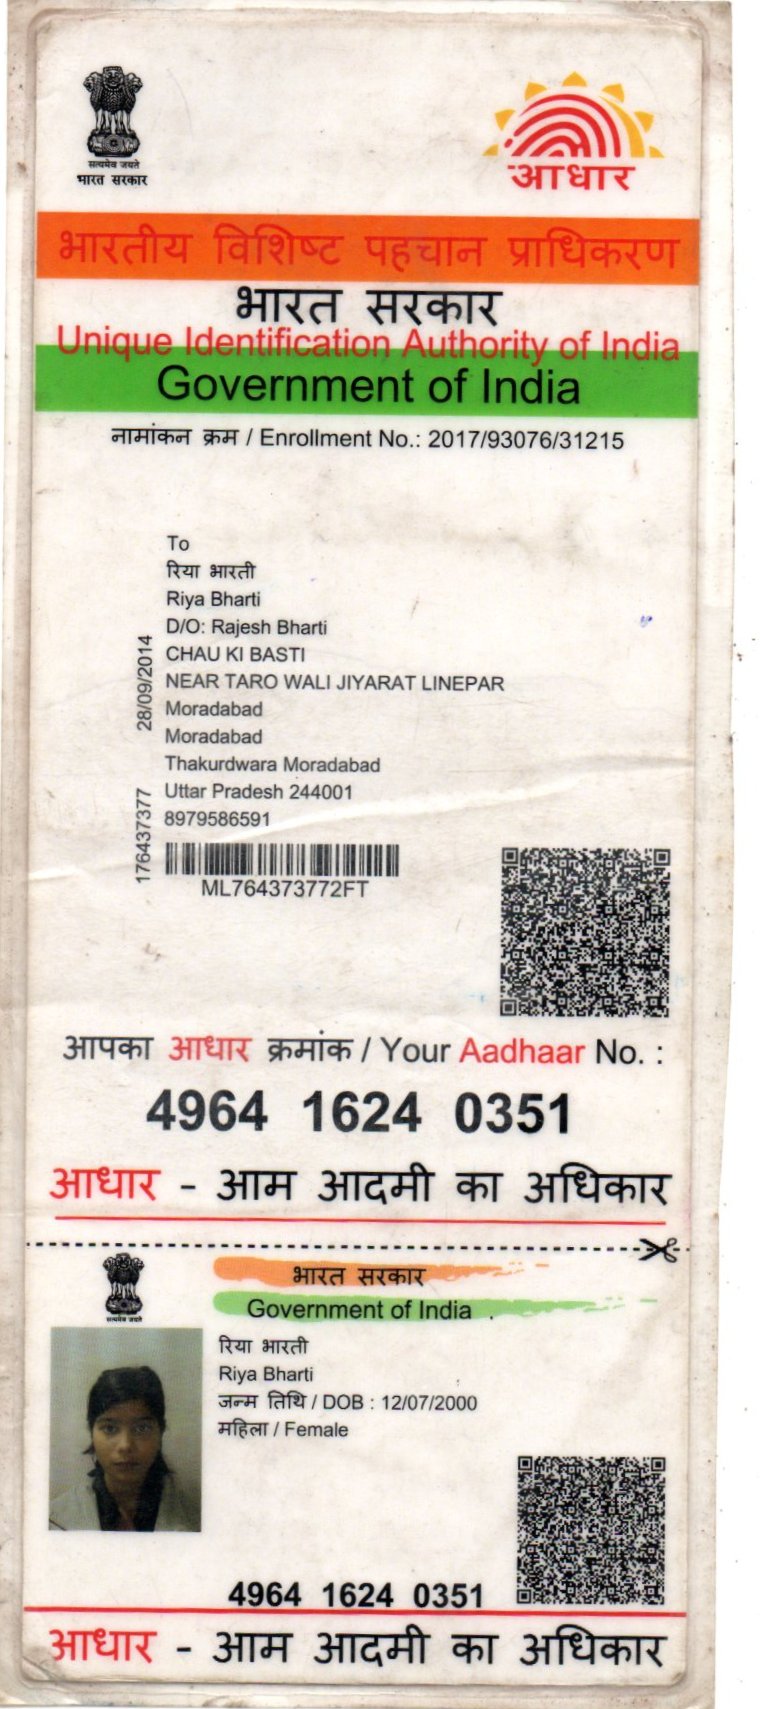 सत्यमेव जयते
भारत सरकार
आधार
भारतीय विशिष्ट पहचान प्राधिकरण
भारत सरकार
Unique Identification Authority of India
Government of India
नामांकन क्रम / Enrollment No.: 2017/93076/31215
To
रिया भारती
Riya Bharti
D/O: Rajesh Bharti
CHAU KI BASTI
NEAR TARO WALI JIYARAT LINEPAR
Moradabad
Moradabad
Thakurdwara Moradabad
Uttar Pradesh 244001
8979586591
28/09/2014
176437377
ML764373772FT
आपका आधार क्रमांक / Your Aadhaar No. :
4964 1624 0351
आधार - आम आदमी का अधिकार
सत्यमेव जयते
भारत सरकार
Government of India
रिया भारती
Riya Bharti
जन्म तिथि / DOB : 12/07/2000
महिला / Female
4964 1624 0351
आधार - आम आदमी का अधिकार